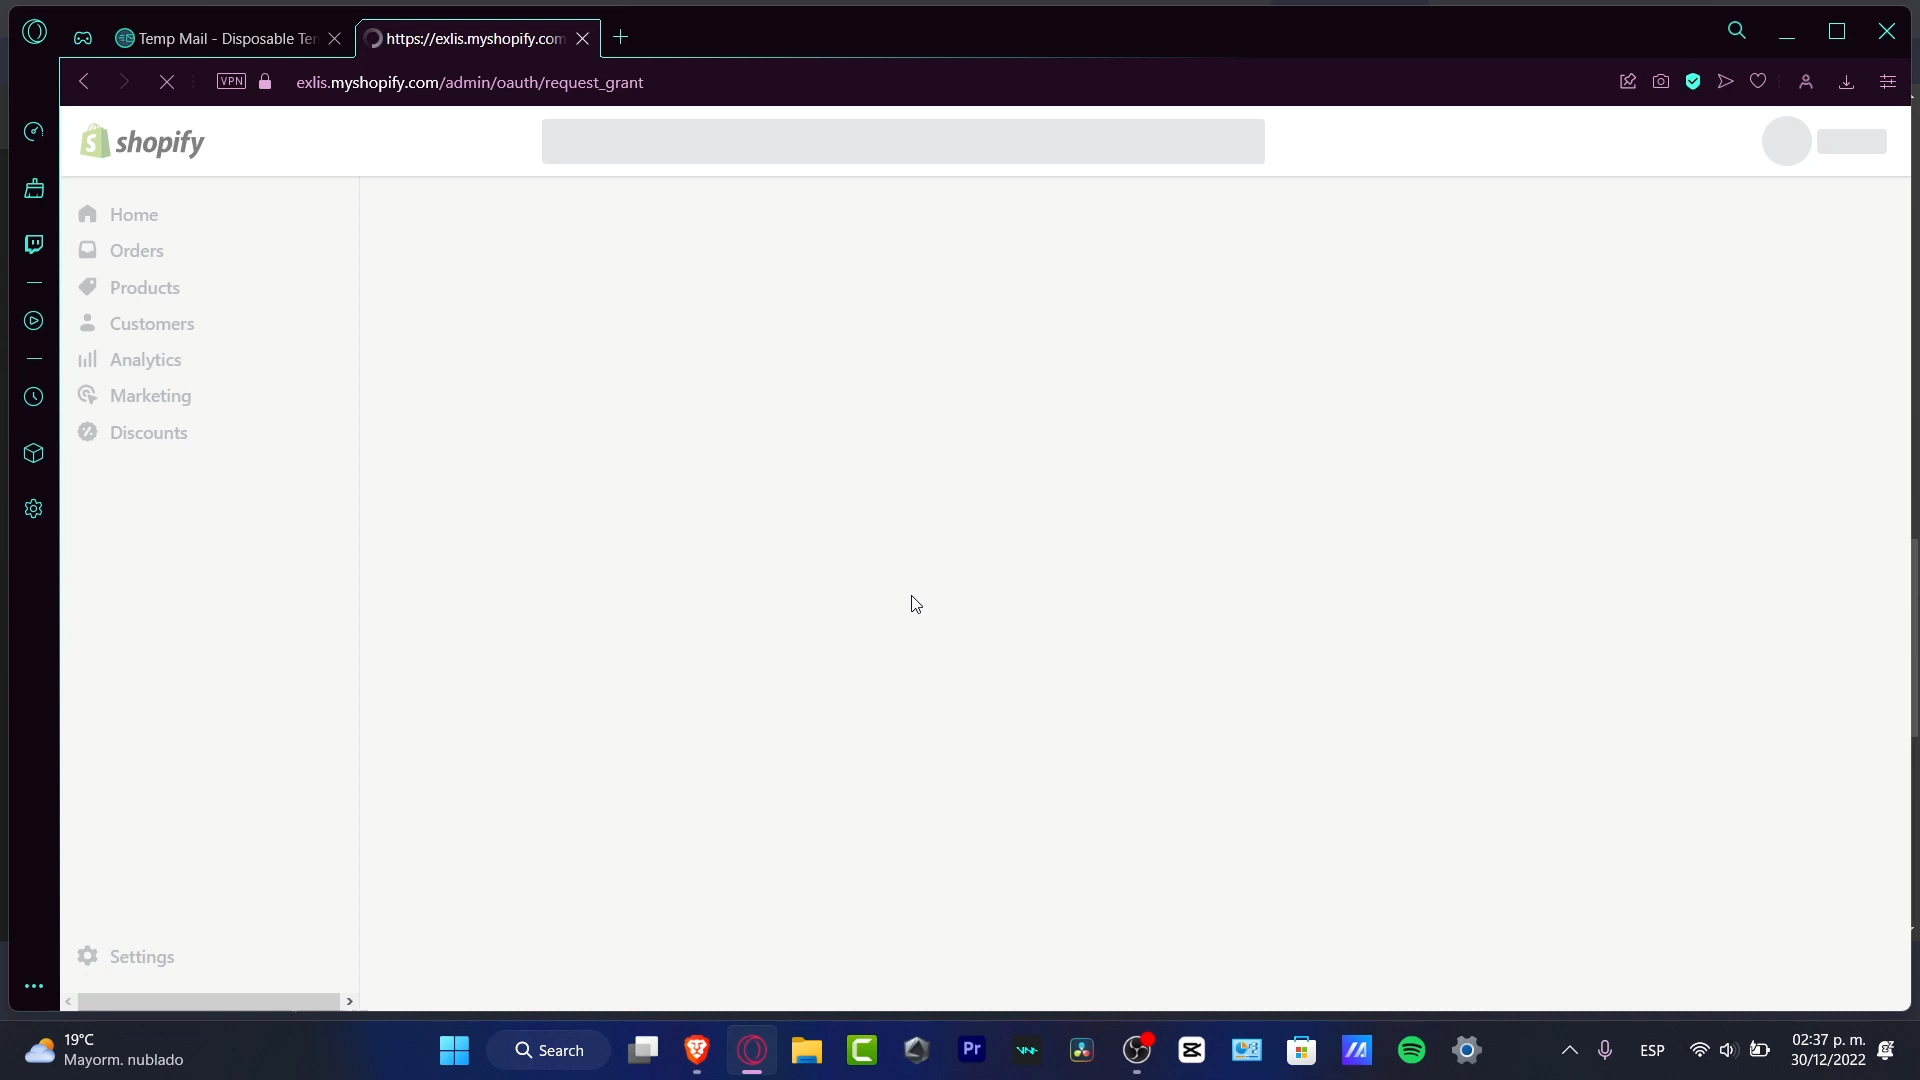 Temp Mail - Disposable Ter
https://exlis.myshopify.com
VPN
exlis.myshopify.com/admin/oauth/request_grant
shopify
Home
Orders
Products
Customers
Analytics
Marketing
Discounts
Settings
19°C
Mayorm. nublado
Search
Pr
ESP
02:37 p. m.
30/12/2022